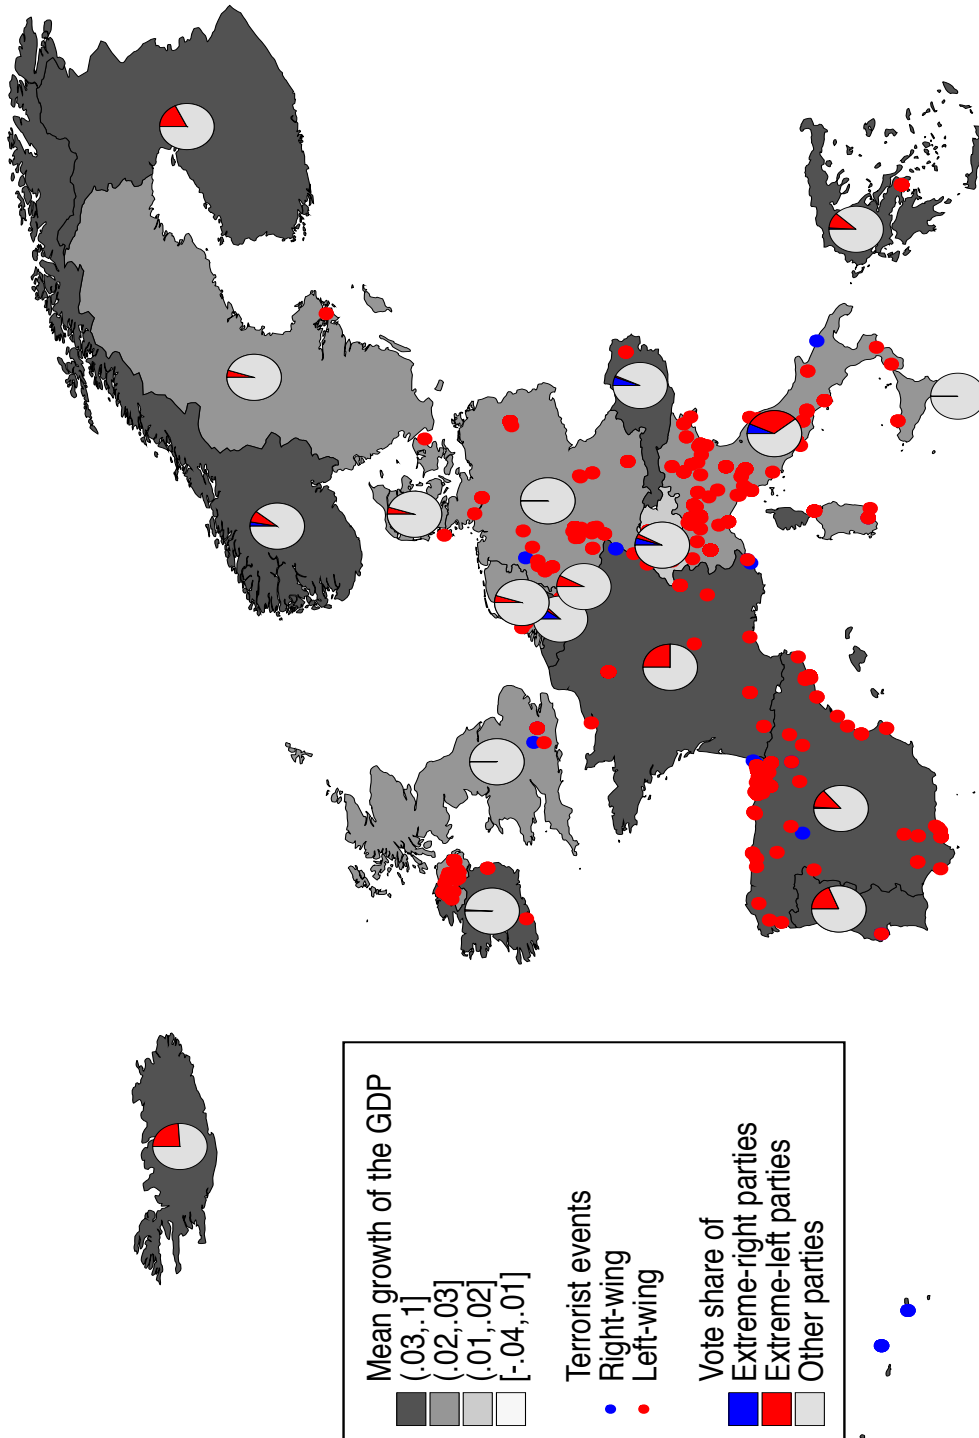 Mean growth of the GDP
(.03,.1]
(.02,.03]
(.01,.02]
[-.04,.01]
Terrorist events
Right-wing
Left-wing
Vote share of
Extreme-right parties
Extreme-left parties
Other parties